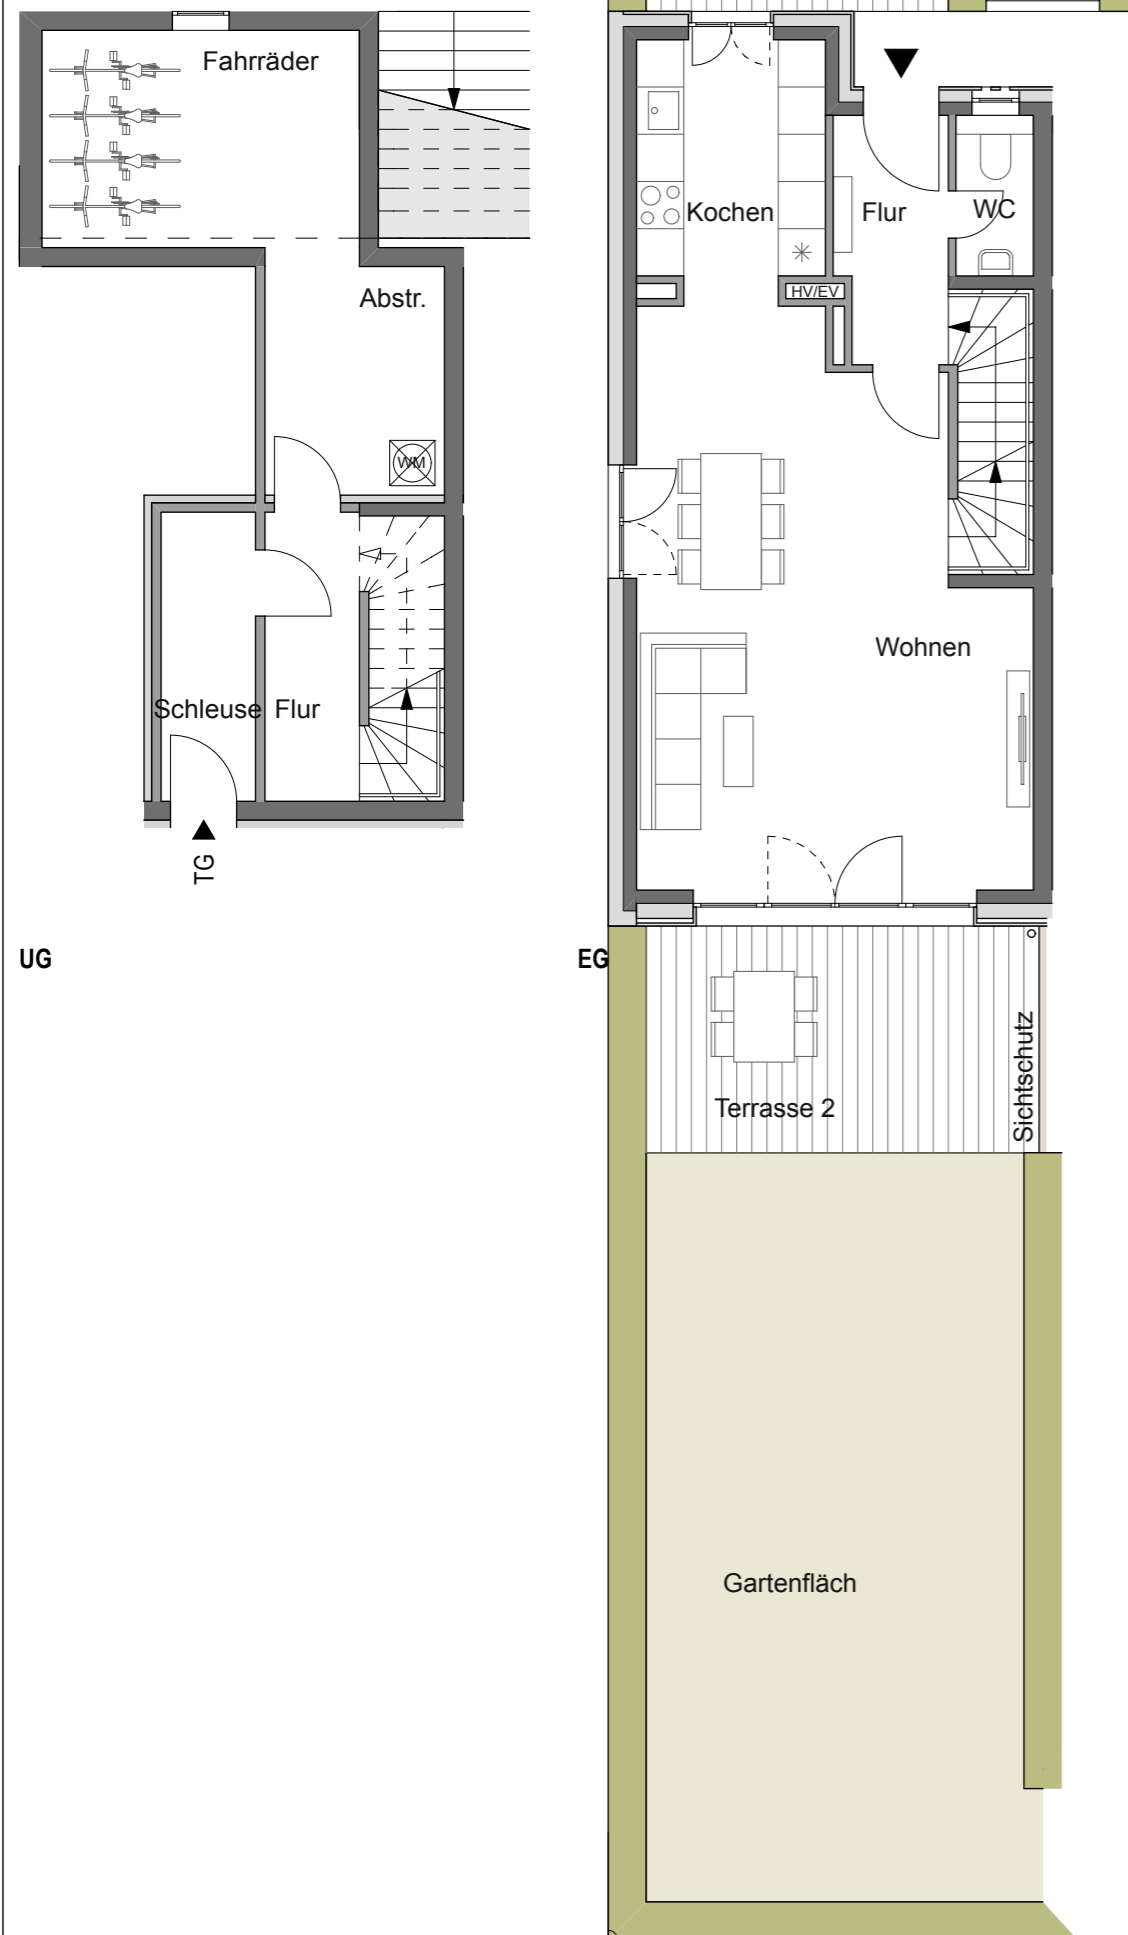 Fahrräder
Abstr.
WM
Schleuse
Flur
TG
UG
Kochen
Flur
WC
HV/EV
Wohnen
EG
Terrasse 2
Sichtschutz
Gartenfläch